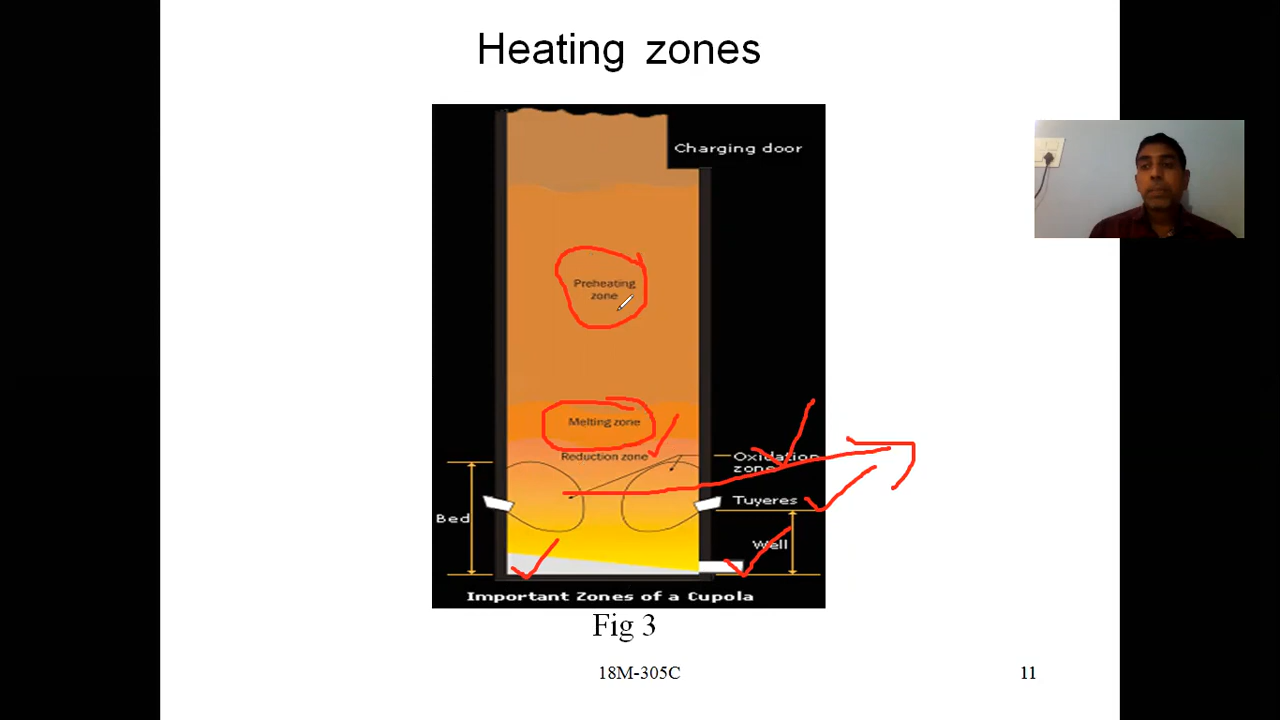 Heating zones
Charging door
Preheating
zone
Melting zone
Reduction zone
Oxidation
zone
Tuyeres
Bed
Well
Important Zones of a Cupola
Fig 3
18M-305C
11